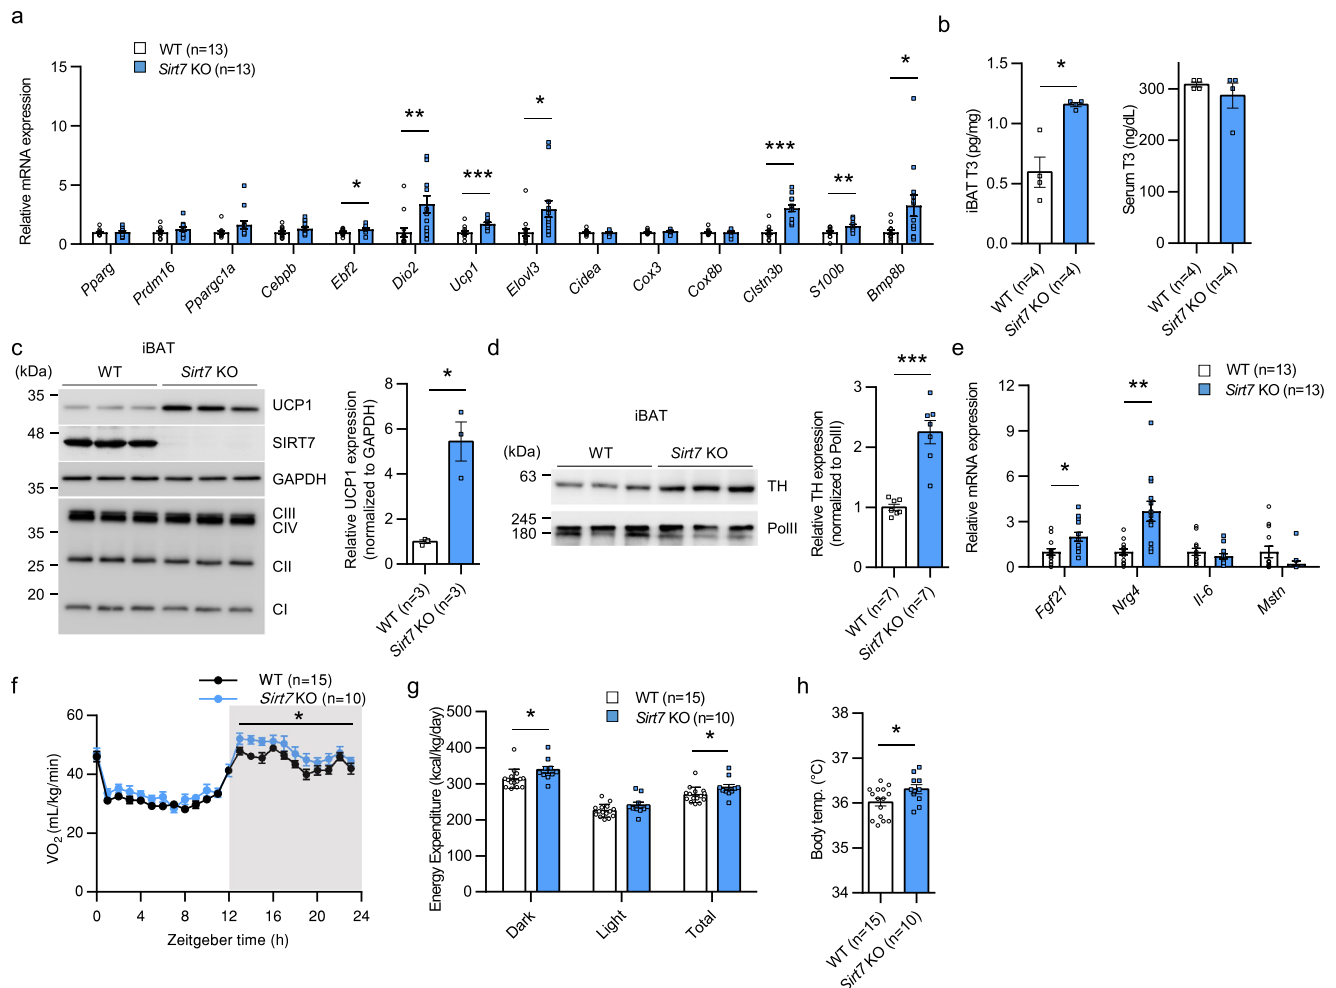 a
WT (n=13)
Sirt7 KO (n=13)
Relative mRNA expression
15
10
5
0
*
**
***
*
***
**
*
Pparg
Prdm16
Ppargc1a
Cebpb
Ebf2
Dio2
Ucp1
Elovl3
Cidea
Cox3
Cox8b
Clstn3b
S100b
Bmp8b
b
iBAT T3 (pg/mg)
1.5
1.0
0.5
0.0
*
WT (n=4)
Sirt7 KO (n=4)
Serum T3 (ng/dL)
300
200
100
0
WT (n=4)
Sirt7 KO (n=4)
c
iBAT
(kDa)
WT
Sirt7 KO
35
UCP1
48
SIRT7
GAPDH
35
CIII
CIV
35
25
CII
20
CI
Relative UCP1 expression
(normalized to GAPDH)
8
6
4
2
0
*
WT (n=3)
Sirt7 KO (n=3)
d
iBAT
(kDa)
WT
Sirt7 KO
63
TH
245
180
PolII
Relative TH expression
(normalized to PolII)
3
2
1
0
***
WT (n=7)
Sirt7 KO (n=7)
e
WT (n=13)
Sirt7 KO (n=13)
Relative mRNA expression
12
9
6
3
0
*
**
Fgf21
Nrg4
Il-6
Mstn
f
WT (n=15)
Sirt7 KO (n=10)
VO2 (mL/kg/min)
60
40
20
0
*
0
4
8
12
16
20
24
Zeitgeber time (h)
g
WT (n=15)
Sirt7 KO (n=10)
Energy Expenditure (kcal/kg/day)
500
400
300
200
100
0
*
*
Dark
Light
Total
h
Body temp. (°C)
38
37
36
35
34
*
WT (n=15)
Sirt7 KO (n=10)